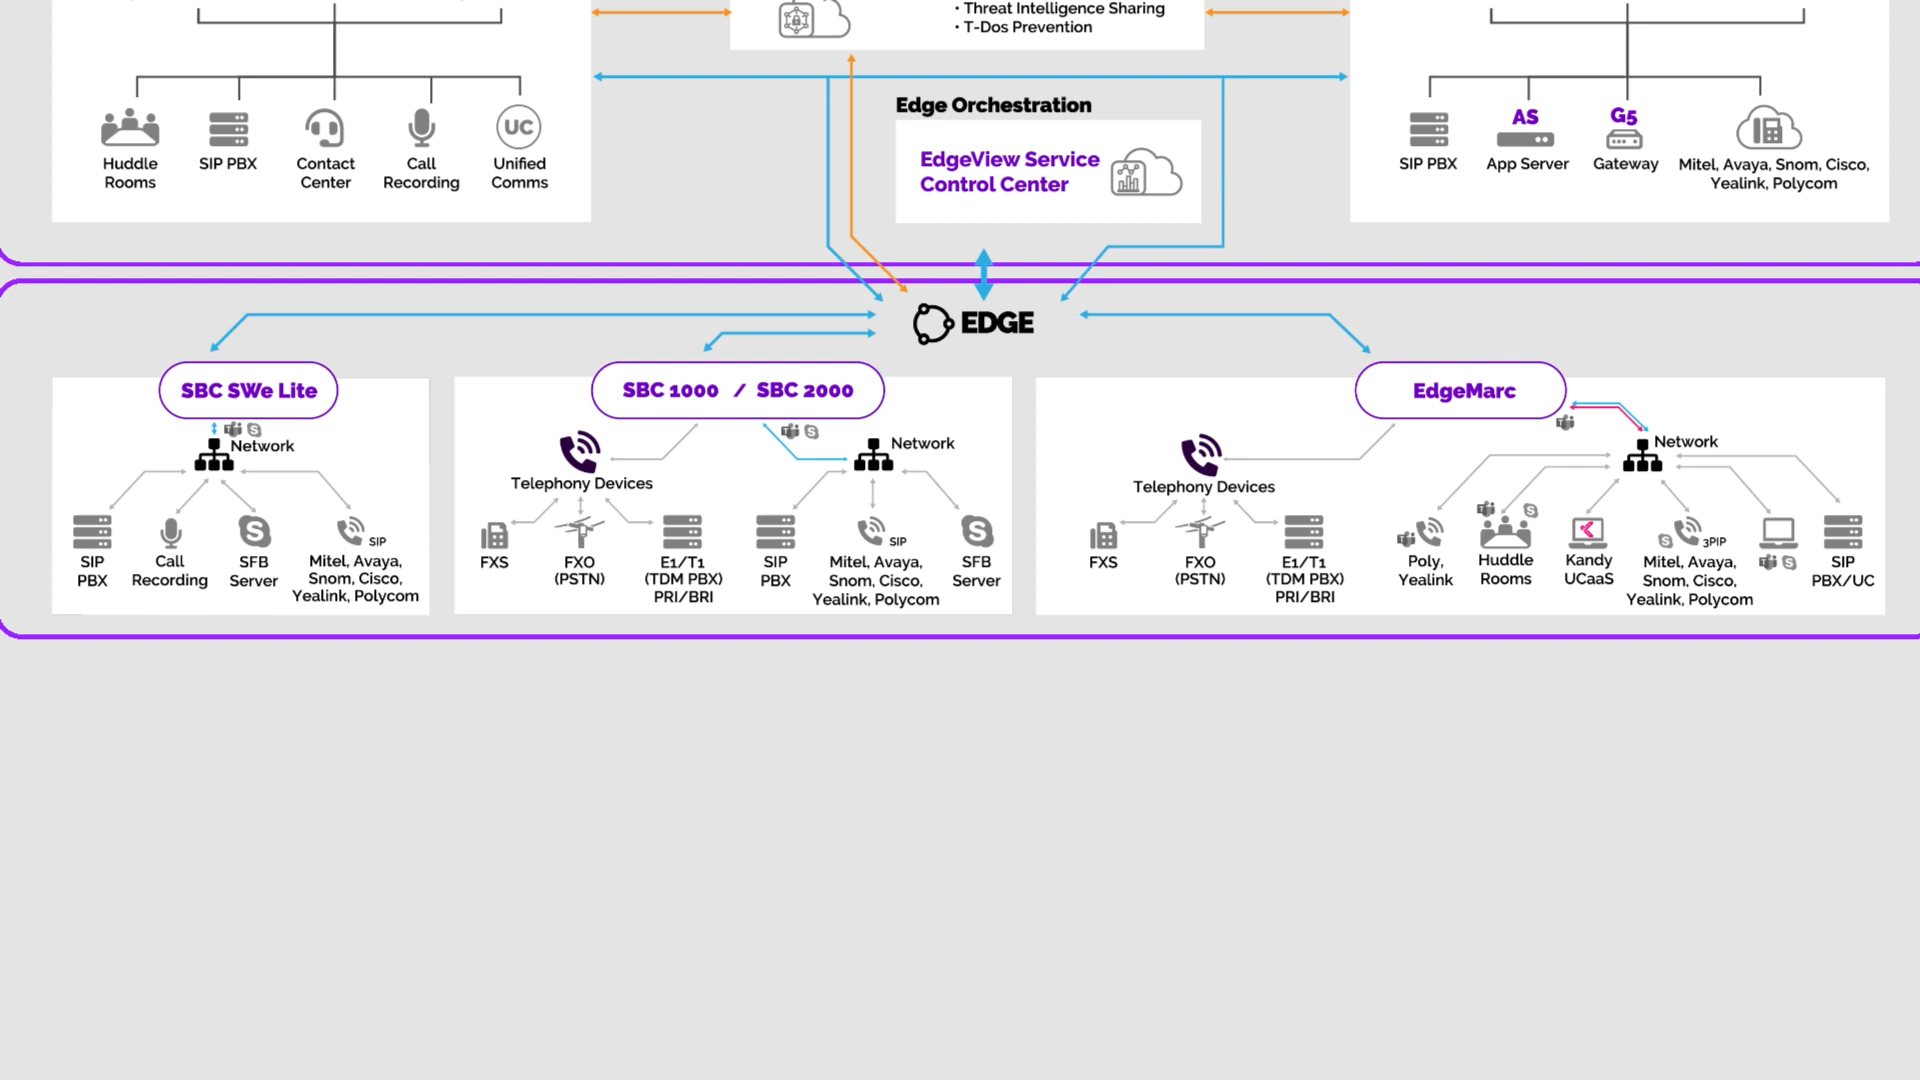 • Threat Intelligence Sharing
• T-Dos Prevention
Huddle
Rooms
SIP PBX
Contact
Center
Call
Recording
UC
Unified
Comms
Edge Orchestration
EdgeView Service
Control Center
SIP PBX
AS
App Server
G5
Gateway
Mitel, Avaya, Snom, Cisco,
Yealink, Polycom
EDGE
SBC SWe Lite
Network
SIP
PBX
Call
Recording
SFB
Server
SIP
Mitel, Avaya,
Snom, Cisco,
Yealink, Polycom
SBC 1000 / SBC 2000
Telephony Devices
Network
FXS
FXO
(PSTN)
E1/T1
(TDM PBX)
PRI/BRI
SIP
PBX
SIP
Mitel, Avaya,
Snom, Cisco,
Yealink, Polycom
SFB
Server
EdgeMarc
Telephony Devices
Network
FXS
FXO
(PSTN)
E1/T1
(TDM PBX)
PRI/BRI
Poly,
Yealink
Huddle
Rooms
Kandy
UCaaS
3PIP
Mitel, Avaya,
Snom, Cisco,
Yealink, Polycom
SIP
PBX/UC